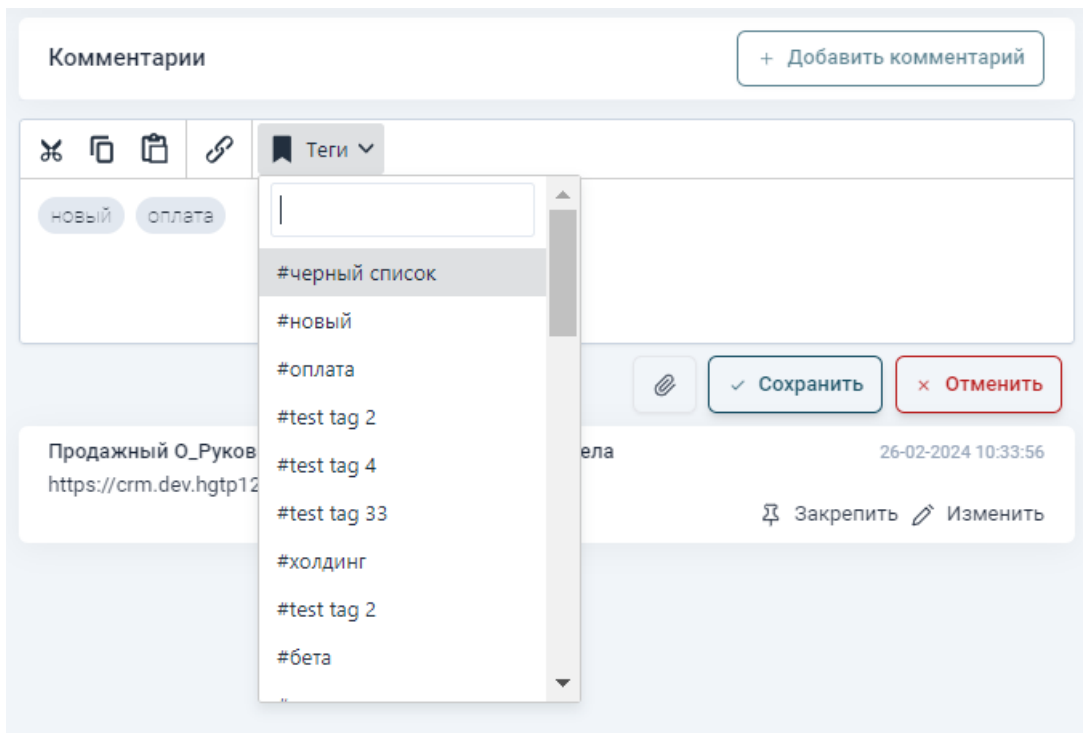 Комментарии
+ Добавить комментарий
Теги
новый оплата
#черный список
#новый
#оплата
#test tag 2
#test tag 4
#test tag 33
#холдинг
#test tag 2
#бета
Сохранить
× Отменить
Продажный О_Руков
ела
26-02-2024 10:33:56
https://crm.dev.hgtp12
Закрепить Изменить